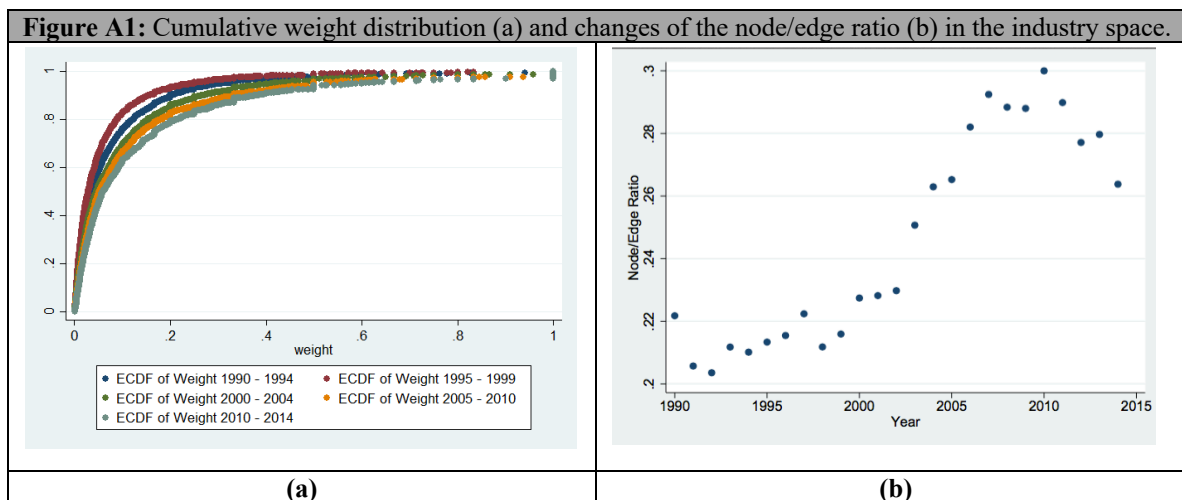 Figure A1: Cumulative weight distribution (a) and changes of the node/edge ratio (b) in the industry space.
1
.8
.6
.4
.2
0
0 .2 .4 .6 .8 1
weight
ECDF of Weight 1990 - 1994 ECDF of Weight 1995 - 1999
ECDF of Weight 2000 - 2004 ECDF of Weight 2005 - 2010
ECDF of Weight 2010 - 2014
(a)
Node/Edge Ratio
.3
.28
.26
.24
.22
.2
1990 1995 2000 2005 2010 2015
Year
(b)